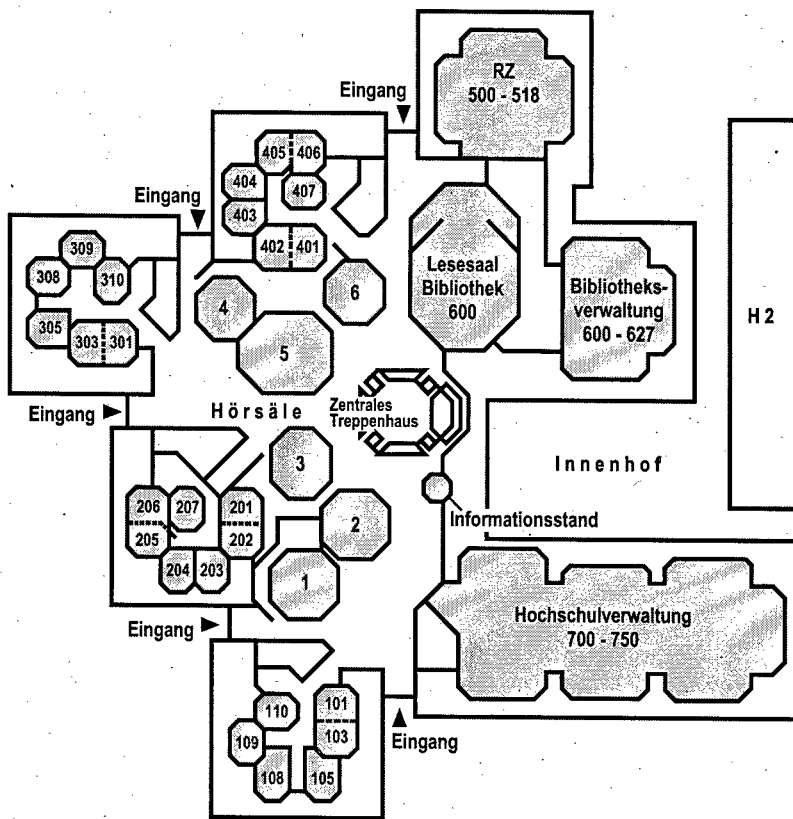 RZ
500 - 518
Eingang
405
406
404
407
403
402
401
Eingang
309
308
310
305
303
301
Lesesaal
Bibliothek
600
Bibliotheks-
verwaltung
600 - 627
H 2
4
6
5
Eingang
Hörsäle
Zentrales
Treppenhaus
3
Innenhof
206
207
201
205
202
204
203
2
Informationsstand
1
Hochschulverwaltung
700 - 750
Eingang
110
101
109
103
108
105
Eingang